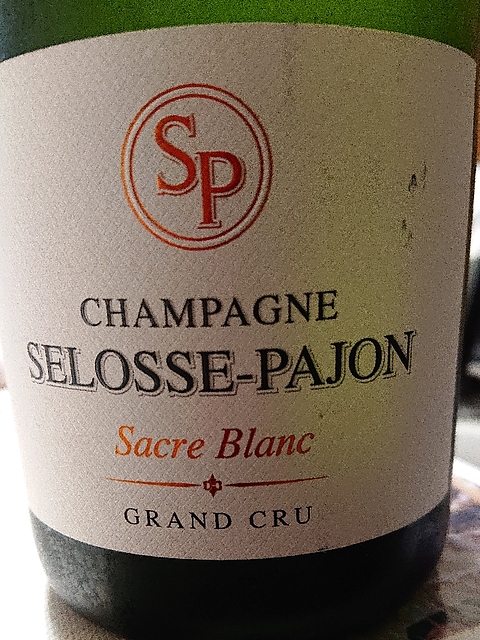 SP
CHAMPAGNE
SELOSSE-PAJON
Sacre Blanc
GRAND CRU